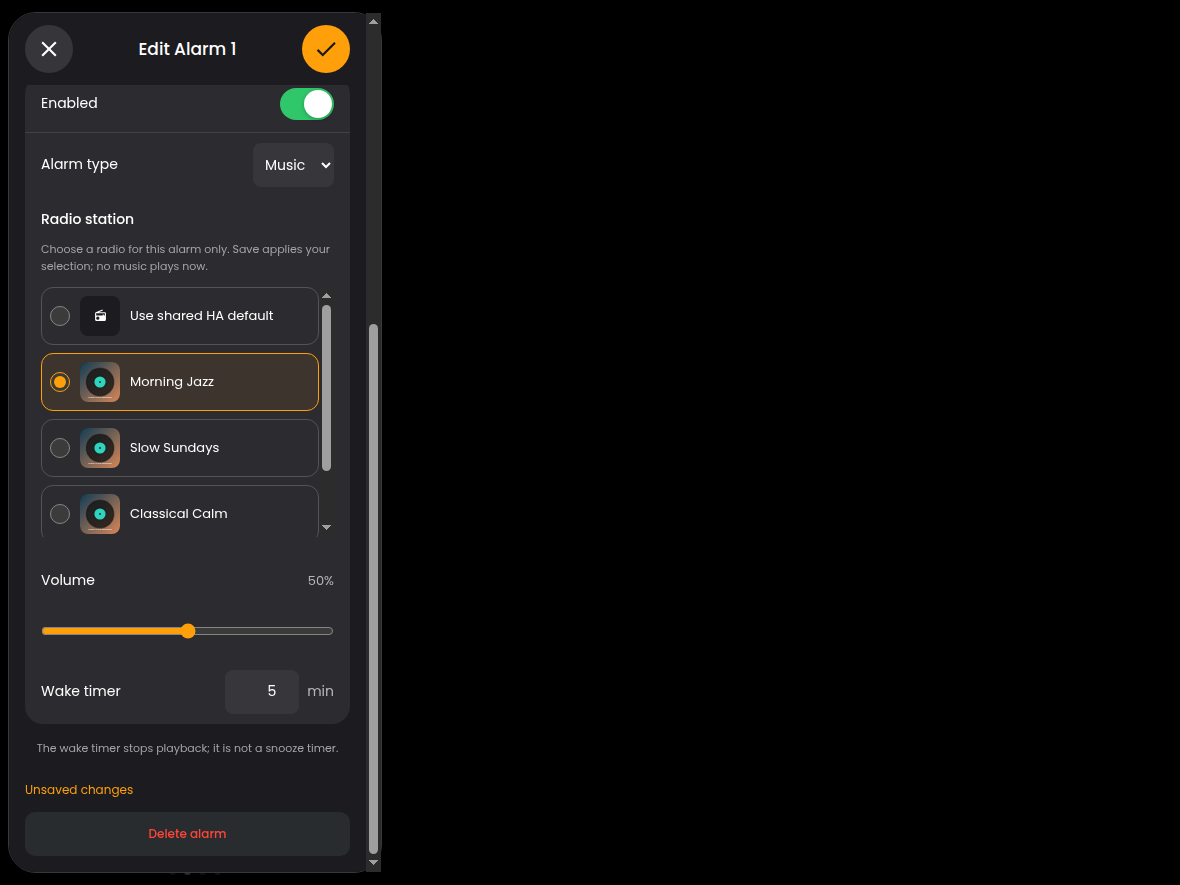 Edit Alarm 1
Enabled
Alarm type
Music
Radio station
Choose a radio for this alarm only. Save applies your
selection; no music plays now.
Use shared HA default
Morning Jazz
Slow Sundays
Classical Calm
Volume
50%
Wake timer
5
min
The wake timer stops playback; it is not a snooze timer.
Unsaved changes
Delete alarm